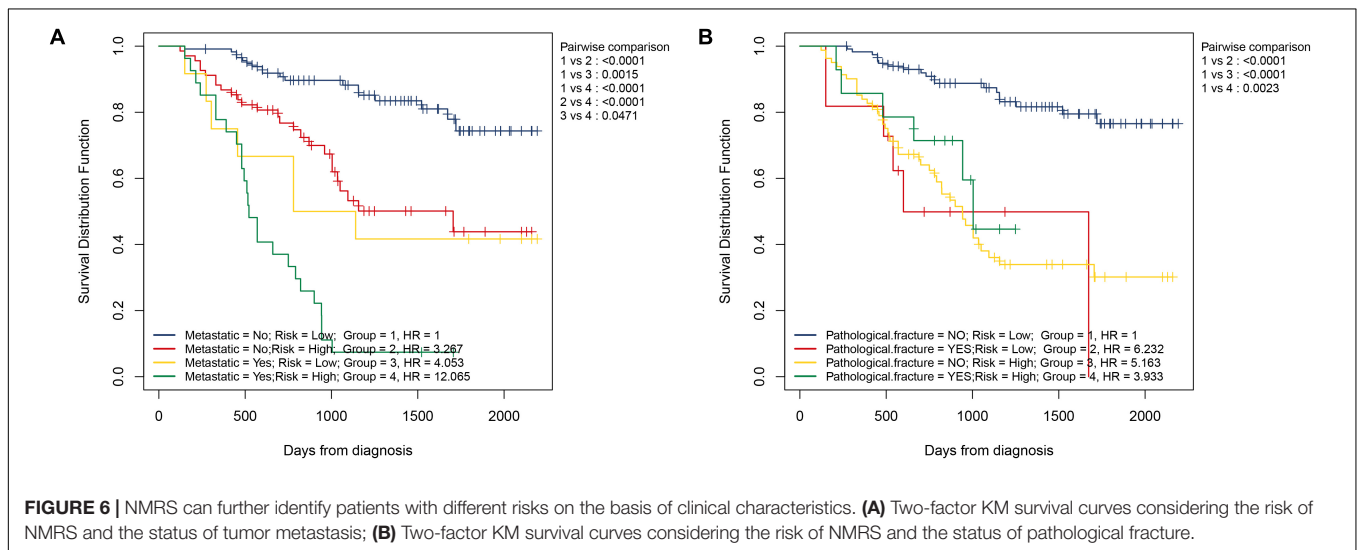 A
Pairwise comparison
1 vs 2 : <0.0001
1 vs 3 : 0.0015
1 vs 4 : <0.0001
2 vs 4 : <0.0001
3 vs 4 : 0.0471
Survival Distribution Function
1.0
0.8
0.6
0.4
0.2
0.0
Metastatic = No; Risk = Low; Group = 1, HR = 1
Metastatic = No;Risk = High; Group = 2, HR = 3.267
Metastatic = Yes; Risk = Low; Group = 3, HR = 4.053
Metastatic = Yes;Risk = High; Group = 4, HR = 12.065
0 500 1000 1500 2000
Days from diagnosis
B
Pairwise comparison
1 vs 2 : <0.0001
1 vs 3 : <0.0001
1 vs 4 : 0.0023
Survival Distribution Function
1.0
0.8
0.6
0.4
0.2
0.0
Pathological.fracture = NO; Risk = Low; Group = 1, HR = 1
Pathological.fracture = YES;Risk = Low; Group = 2, HR = 6.232
Pathological.fracture = NO; Risk = High; Group = 3, HR = 5.163
Pathological.fracture = YES;Risk = High; Group = 4, HR = 3.933
0 500 1000 1500 2000
Days from diagnosis
FIGURE 6 | NMRS can further identify patients with different risks on the basis of clinical characteristics. (A) Two-factor KM survival curves considering the risk of
NMRS and the status of tumor metastasis; (B) Two-factor KM survival curves considering the risk of NMRS and the status of pathological fracture.